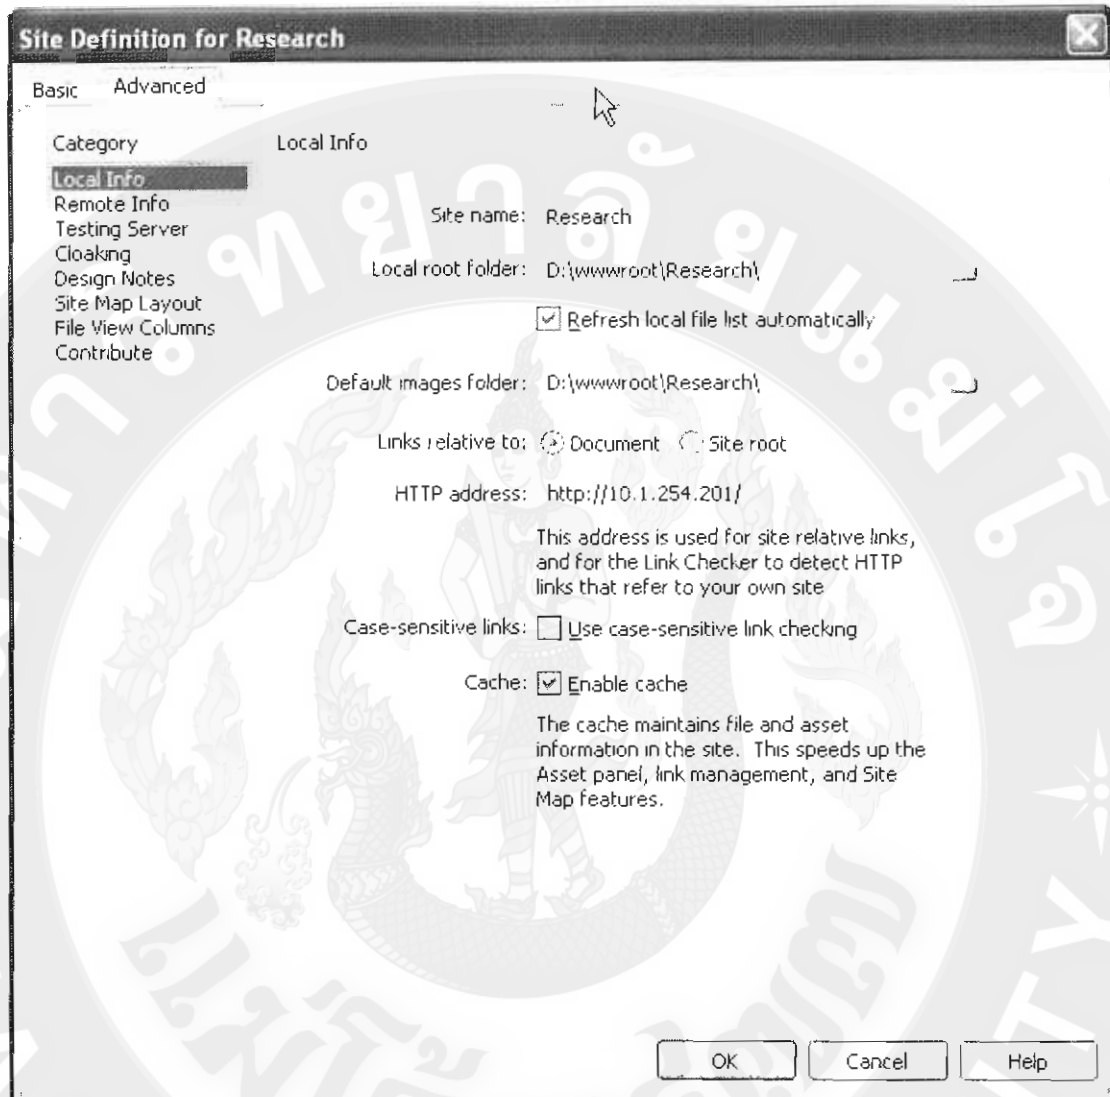 Site Definition for Research
Basic Advanced
Category
Local Info
Remote Info
Testing Server
Cloaking
Design Notes
Site Map Layout
File View Columns
Contribute
Local Info
Site name: Research
Local root folder: D:\wwwroot\Research\
Refresh local file list automatically
Default images folder: D:\wwwroot\Research\
Links relative to: Document Site root
HTTP address: http://10.1.254.201/
This address is used for site relative links,
and for the Link Checker to detect HTTP
links that refer to your own site
Case-sensitive links: Use case-sensitive link checking
Cache: Enable cache
The cache maintains file and asset
information in the site. This speeds up the
Asset panel, link management, and Site
Map features.
OK Cancel Help